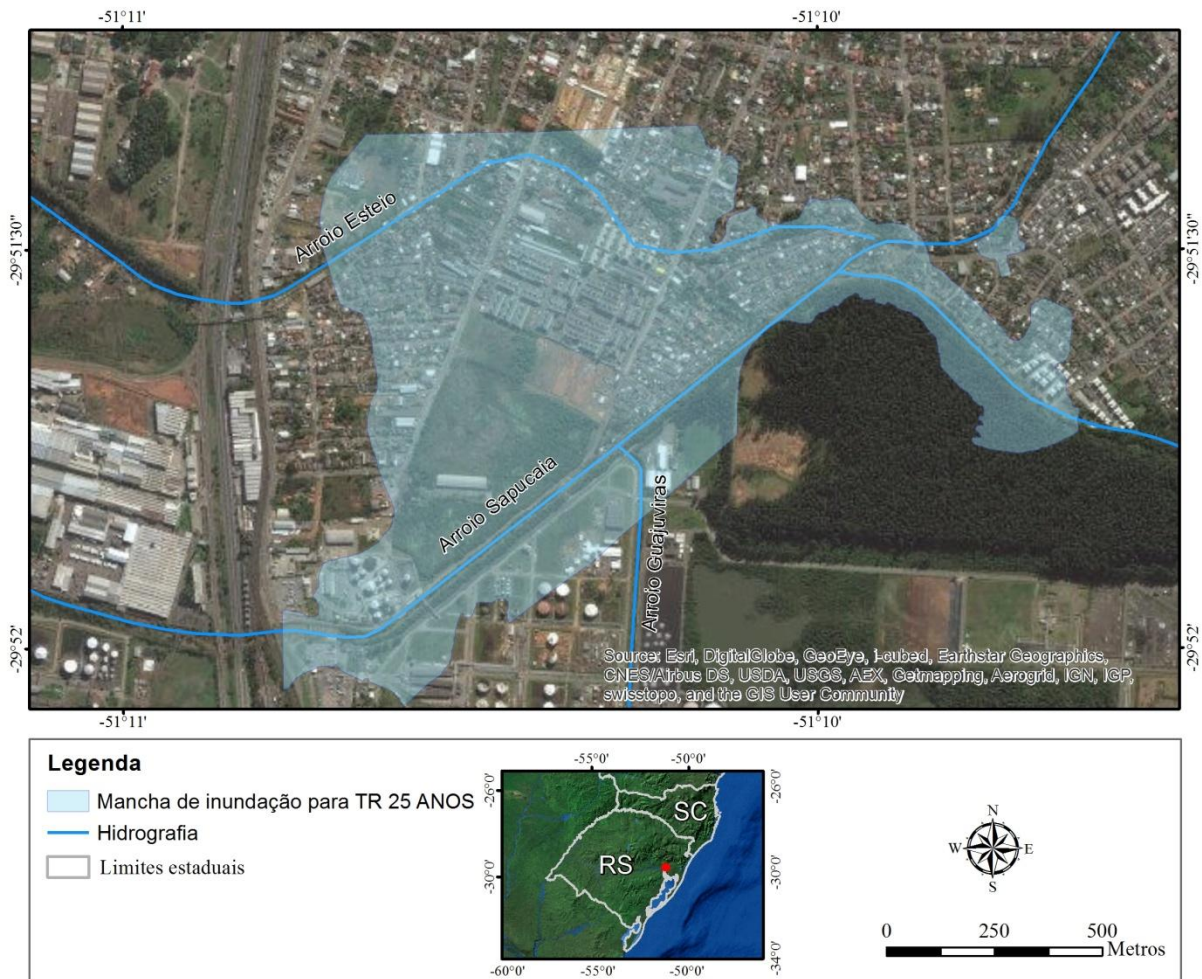 -51°11'
-51°10'
-29°51'30"
-29°51'30"
Arroio Esteio
Arroio Sapucaia
Arroio Guajuviras
-29°52'
-29°52'
Source: Esri, DigitalGlobe, GeoEye, i-cubed, Earthstar Geographics,
CNES/Airbus DS, USDA, USGS, AEX, Getmapping, Aerogrid, IGN, IGP,
swisstopo, and the GIS User Community
-51°11'
-51°10'
Legenda
Mancha de inundação para TR 25 ANOS
Hidrografia
Limites estaduais
-55°0'
-50°0'
-26°0'
-26°0'
SC
RS
-30°0'
-30°0'
-34°0'
-60°0'
-55°0'
-50°0'
N
W
E
S
0
250
500
Metros